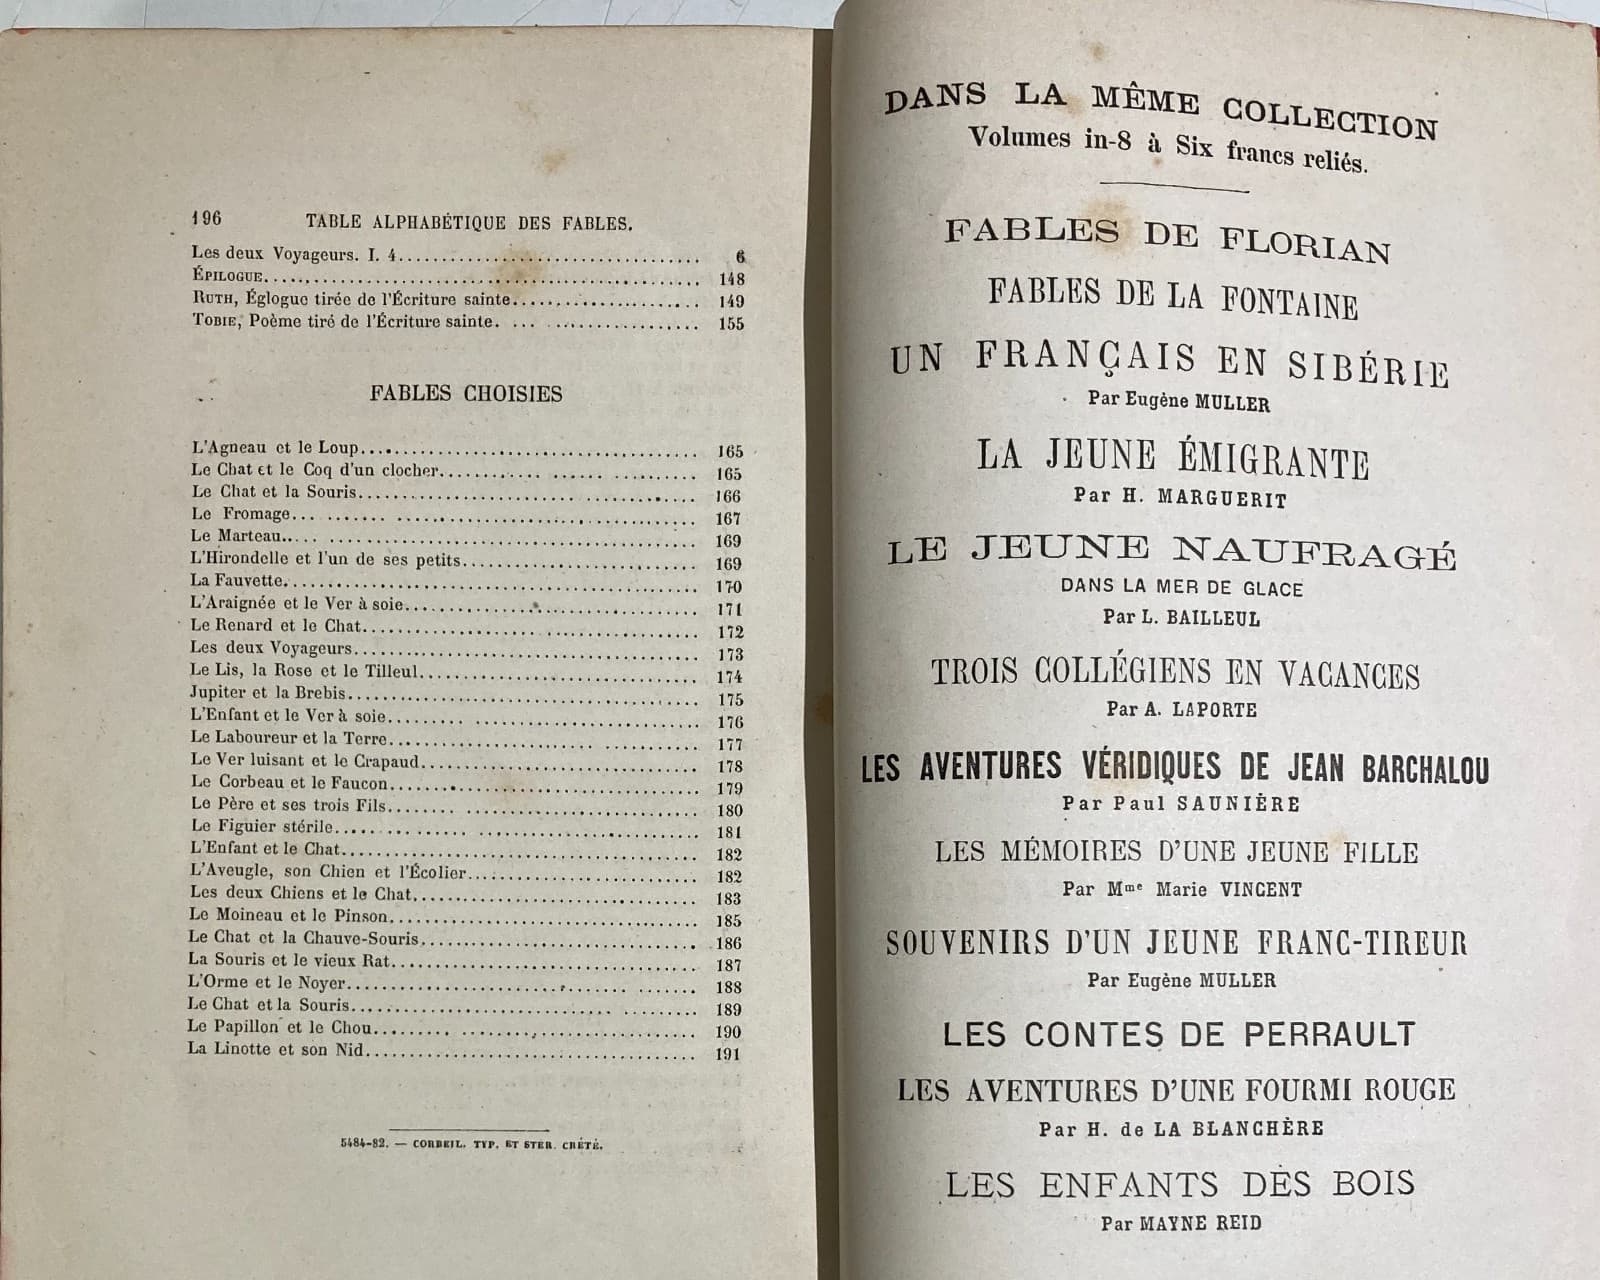 196 TABLE ALPHABÉTIQUE DES FABLES.
Les deux Voyageurs. I. 4........................................ 6
ÉPILOGUE........................................ 148
RUTH, Églogue tirée de l'Écriture sainte........................ 149
TOBIE, Poème tiré de l'Écriture sainte. ... .................. 155
FABLES CHOISIES
L'Agneau et le Loup........................................ 165
Le Chat et le Coq d'un clocher.................. ...... .......... 165
Le Chat et la Souris........................ ............ 166
Le Fromage... ....... ........................................ 167
Le Marteau..... ........................................ 169
L'Hirondelle et l'un de ses petits.............................. 169
La Fauvette........................................ 170
L'Araignée et le Ver à soie.................................... 171
Le Renard et le Chat........................................ 172
Les deux Voyageurs........................................ 173
Le Lis, la Rose et le Tilleul.................................. 174
Jupiter et la Brebis........................................ 175
L'Enfant et le Ver à soie........ .............................. 176
Le Laboureur et la Terre........................ .............. 177
Le Ver luisant et le Crapaud.................................. 178
Le Corbeau et le Faucon...................................... 179
Le Père et ses trois Fils........ .............................. 180
Le Figuier stérile.... ... ......... .......................... 181
L'Enfant et le Chat........................................ 182
L'Aveugle, son Chien et l'Écolier.............................. 182
Les deux Chiens et le Chat.................................... 183
Le Moineau et le Pinson...................................... 185
Le Chat et la Chauve-Souris.................................. 186
La Souris et le vieux Rat.................................... 187
L'Orme et le Noyer.............................. ........ 188
Le Chat et la Souris.............................. .......... 189
Le Papillon et le Chou......... .............................. 190
La Linotte et son Nid........................................ 191
5484-82. — CORBEIL. TYP. ET STER. CRÉTÉ.
DANS LA MÊME COLLECTION
Volumes in-8 à Six francs reliés.
FABLES DE FLORIAN
FABLES DE LA FONTAINE
UN FRANÇAIS EN SIBÉRIE
Par Eugène MULLER
LA JEUNE ÉMIGRANTE
Par H. MARGUERIT
LE JEUNE NAUFRAGÉ
DANS LA MER DE GLACE
Par L. BAILLEUL
TROIS COLLÉGIENS EN VACANCES
Par A. LAPORTE
LES AVENTURES VÉRIDIQUES DE JEAN BARCHALOU
Par Paul SAUNIÈRE
LES MÉMOIRES D'UNE JEUNE FILLE
Par Mme Marie VINCENT
SOUVENIRS D'UN JEUNE FRANC-TIREUR
Par Eugène MULLER
LES CONTES DE PERRAULT
LES AVENTURES D'UNE FOURMI ROUGE
Par H. de LA BLANCHÈRE
LES ENFANTS DES BOIS
Par MAYNE REID